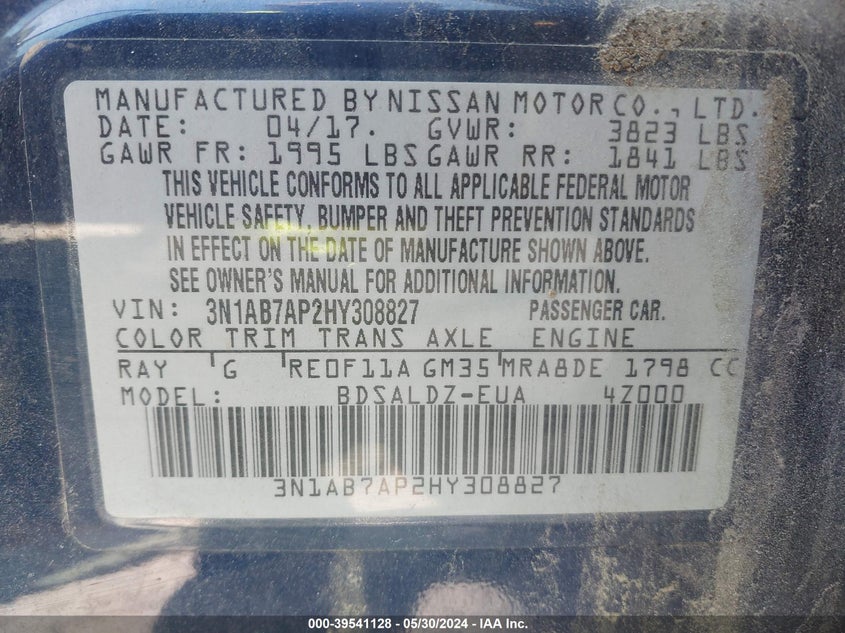 MANUFACTURED BY NISSAN MOTOR CO., LTD.
DATE: 04/17. GVWR: 3823 LBS
GAWR FR: 1995 LBS GAWR RR: 1841 LBS
THIS VEHICLE CONFORMS TO ALL APPLICABLE FEDERAL MOTOR
VEHICLE SAFETY, BUMPER AND THEFT PREVENTION STANDARDS
IN EFFECT ON THE DATE OF MANUFACTURE SHOWN ABOVE.
SEE OWNER'S MANUAL FOR ADDITIONAL INFORMATION.
VIN: 3N1AB7AP2HY308827 PASSENGER CAR.
COLOR TRIM TRANS AXLE ENGINE
RAY G RE0F11A GM35 MRA8DE 1798 CC
MODEL: BDSALDZ-EUA 4Z000
3N1AB7AP2HY308827
000-39541128 — 05/30/2024 — IAA Inc.